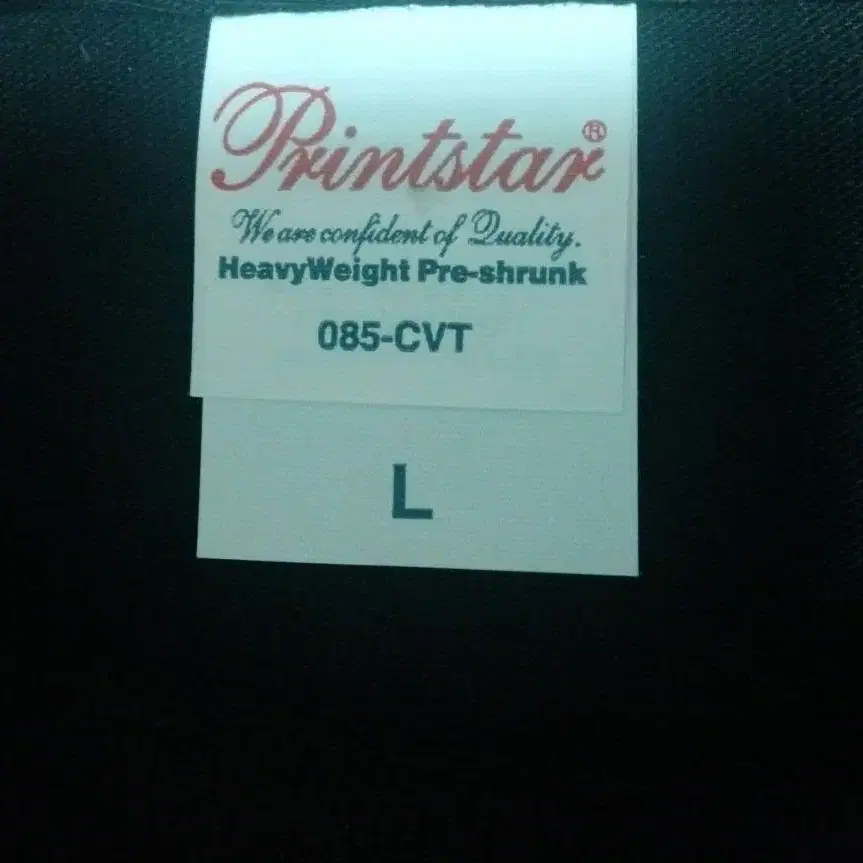 Printstar®
We are confident of Quality.
HeavyWeight Pre-shrunk
085-CVT
L